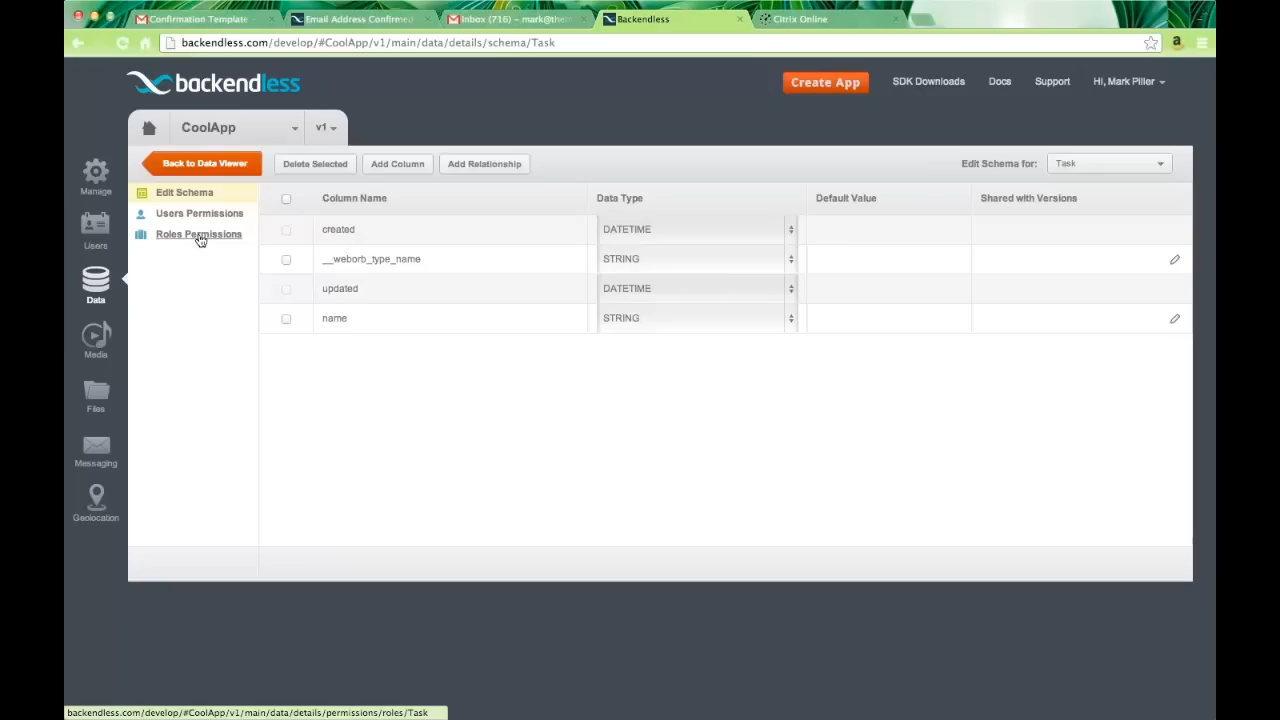 Confirmation Template
Email Address Confirmed
Inbox (716) – mark@them
Backendless
Citrix Online
backendless.com/develop/#CoolApp/v1/main/data/details/schema/Task
backendless
Create App
SDK Downloads
Docs
Support
Hi, Mark Piller
CoolApp
v1
Back to Data Viewer
Delete Selected
Add Column
Add Relationship
Edit Schema for:
Task
Manage
Users
Data
Media
Files
Messaging
Geolocation
Edit Schema
Users Permissions
Roles Permissions
Column Name
Data Type
Default Value
Shared with Versions
created
DATETIME
__weborb_type_name
STRING
updated
DATETIME
name
STRING
backendless.com/develop/#CoolApp/v1/main/data/details/permissions/roles/Task